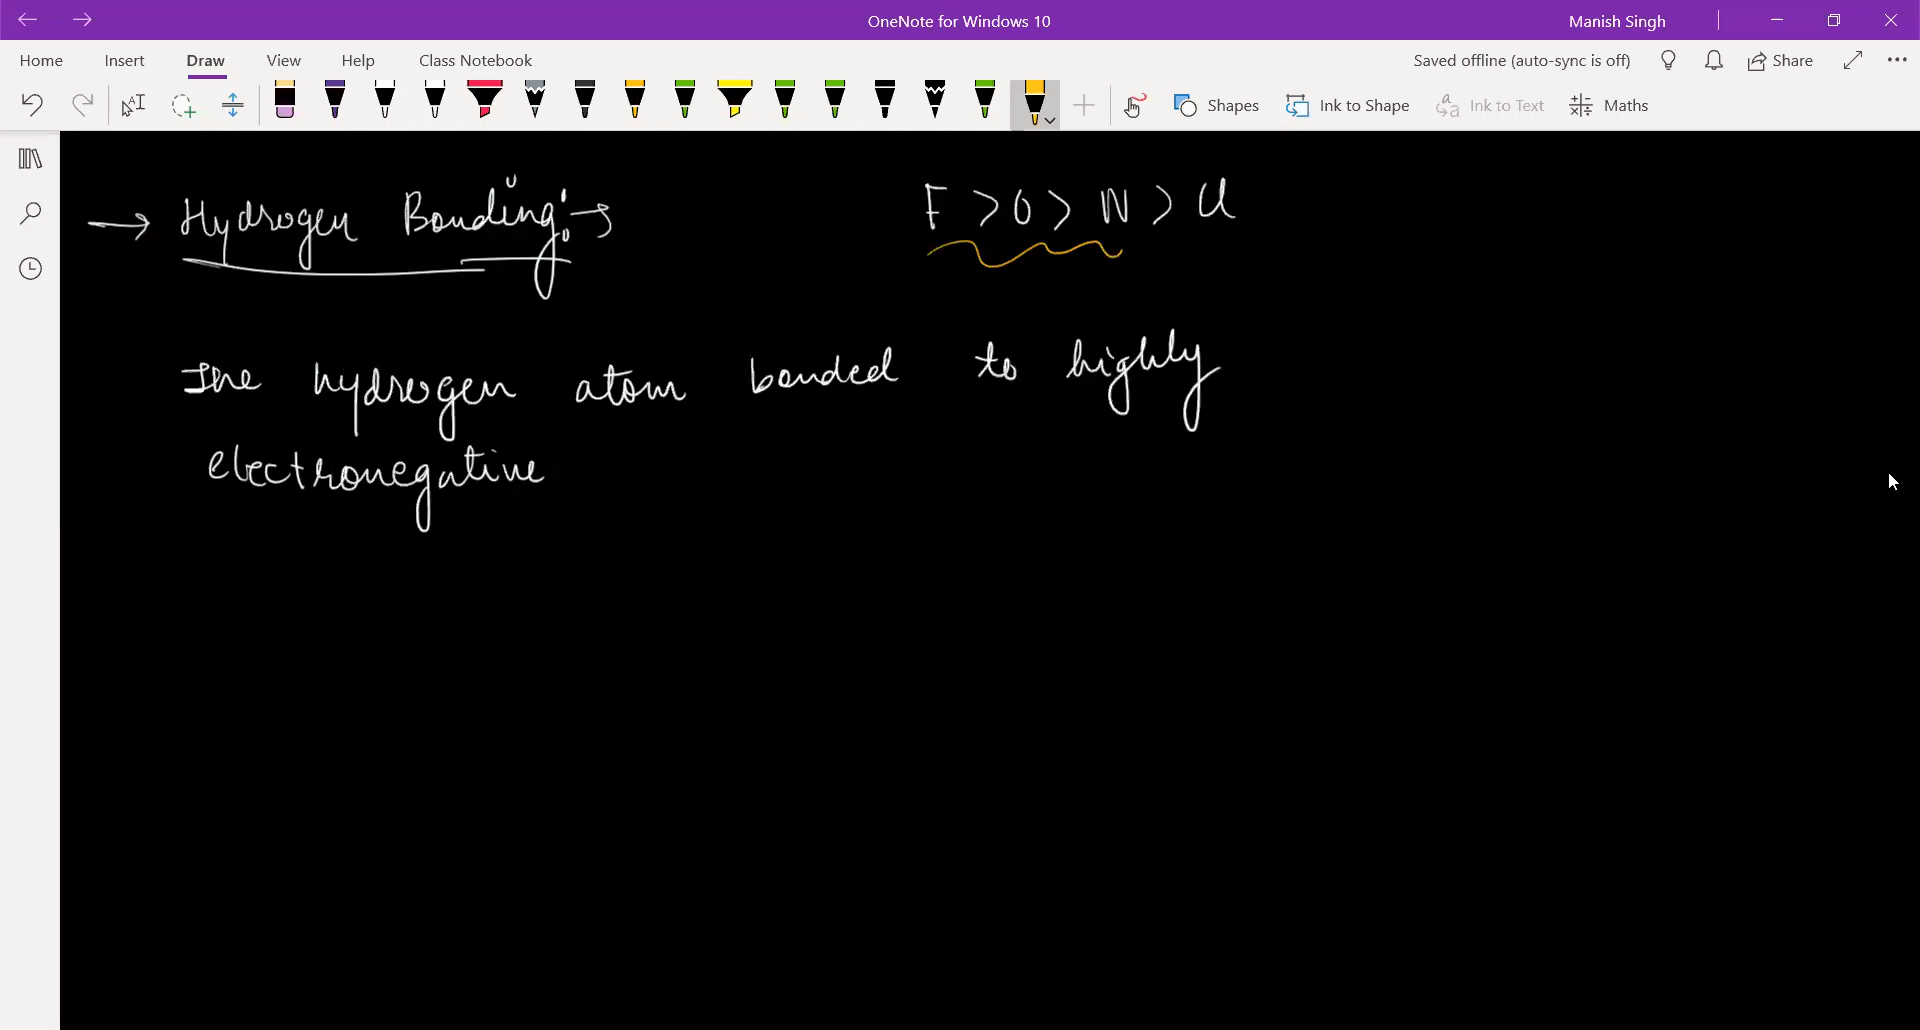 OneNote for Windows 10
Manish Singh
Home Insert Draw View Help Class Notebook
Saved offline (auto-sync is off) Share
Shapes Ink to Shape Ink to Text Maths
→ Hydrogen Bonding:→
F > O > N > Cl
The hydrogen atom bonded to highly
electronegative